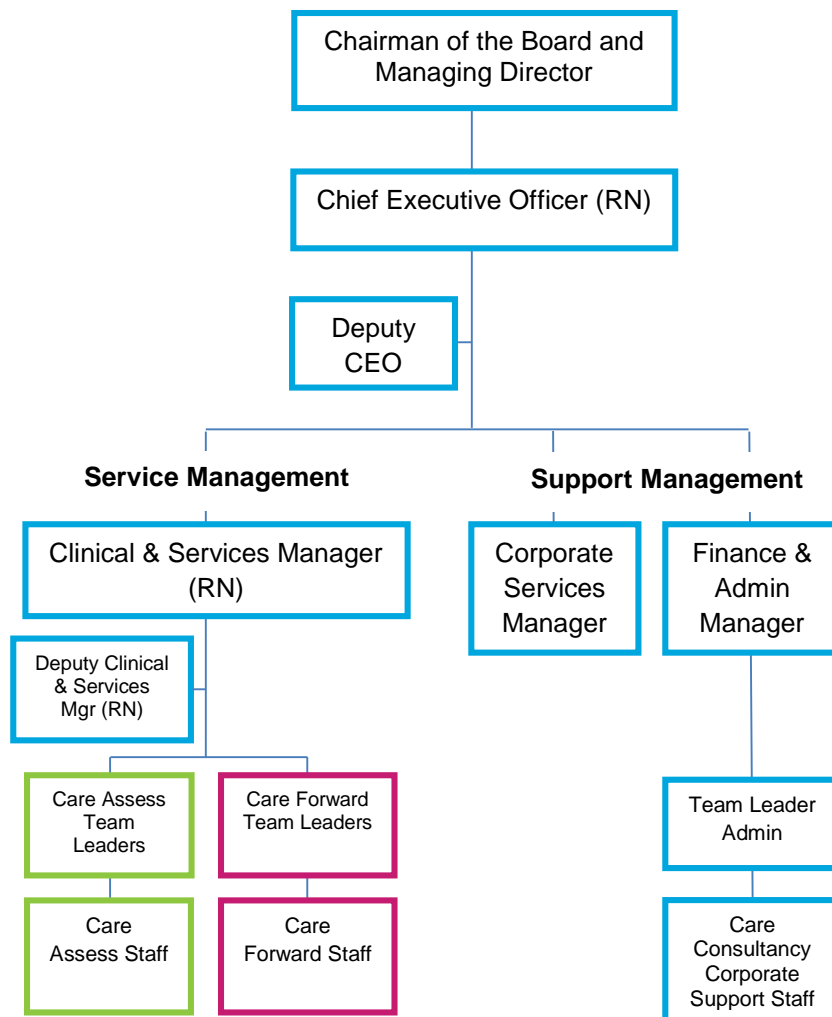 Chairman of the Board and
Managing Director
Chief Executive Officer (RN)
Deputy
CEO
Service Management
Support Management
Clinical & Services Manager
(RN)
Corporate
Services
Manager
Finance &
Admin
Manager
Deputy Clinical
& Services
Mgr (RN)
Care Assess
Team
Leaders
Care Forward
Team Leaders
Team Leader
Admin
Care
Assess Staff
Care
Forward Staff
Care
Consultancy
Corporate
Support Staff